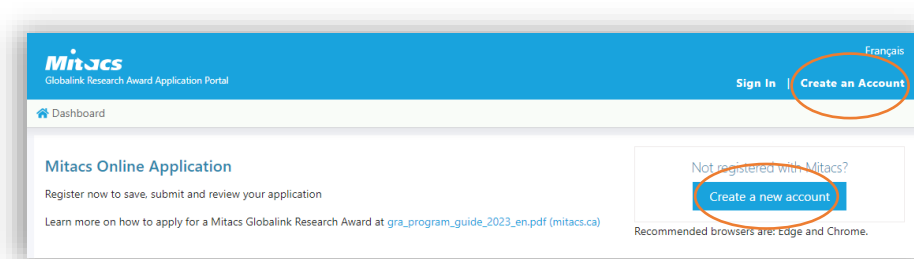 Français
Mitacs
Globalink Research Award Application Portal
Sign In | Create an Account
Dashboard
Mitacs Online Application
Register now to save, submit and review your application
Learn more on how to apply for a Mitacs Globalink Research Award at gra_program_guide_2023_en.pdf (mitacs.ca)
Not registered with Mitacs?
Create a new account
Recommended browsers are: Edge and Chrome.